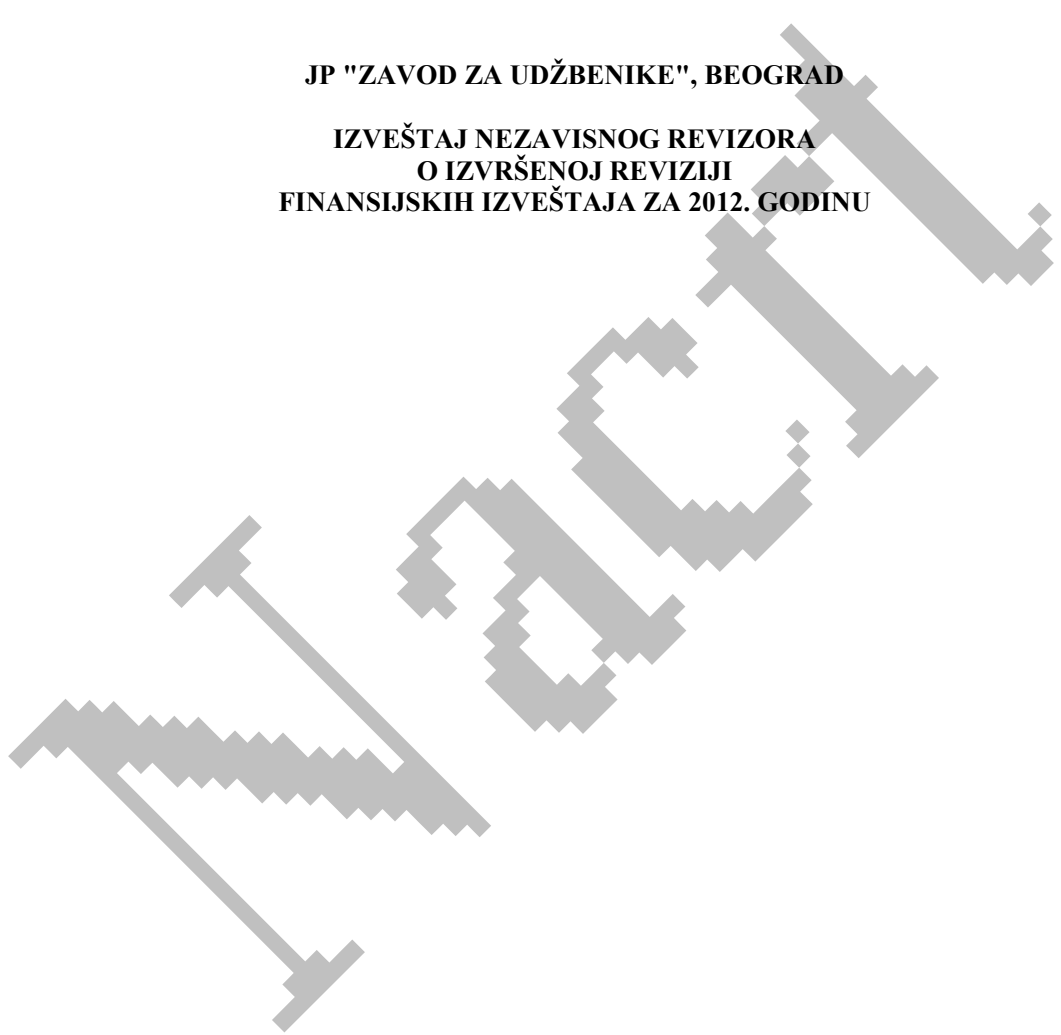 JP "ZAVOD ZA UDŽBENIKE", BEOGRAD
IZVEŠTAJ NEZAVISNOG REVIZORA
O IZVRŠENOJ REVIZIJI
FINANSIJSKIH IZVEŠTAJA ZA 2012. GODINU
Nacrt